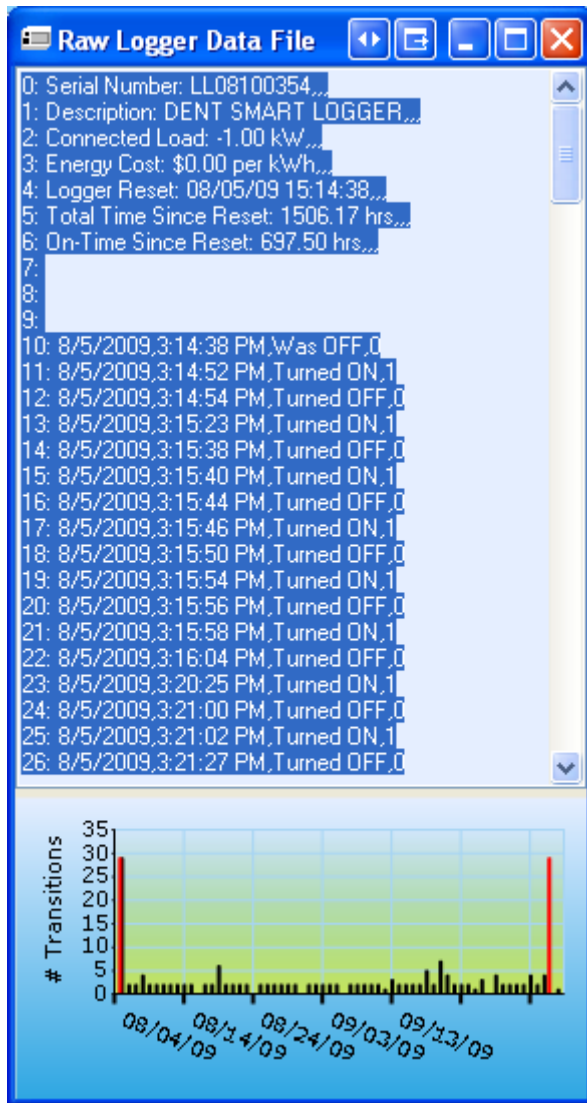 Raw Logger Data File
0: Serial Number: LL08100354,,,
1: Description: DENT SMART LOGGER,,,
2: Connected Load: -1.00 kW,,,
3: Energy Cost: $0.00 per kWh,,,
4: Logger Reset: 08/05/09 15:14:38,,,
5: Total Time Since Reset: 1506.17 hrs,,,
6: On-Time Since Reset: 697.50 hrs,,,
7:
8:
9:
10: 8/5/2009,3:14:38 PM,Was OFF,0
11: 8/5/2009,3:14:52 PM,Turned ON,1
12: 8/5/2009,3:14:54 PM,Turned OFF,0
13: 8/5/2009,3:15:23 PM,Turned ON,1
14: 8/5/2009,3:15:38 PM,Turned OFF,0
15: 8/5/2009,3:15:40 PM,Turned ON,1
16: 8/5/2009,3:15:44 PM,Turned OFF,0
17: 8/5/2009,3:15:46 PM,Turned ON,1
18: 8/5/2009,3:15:50 PM,Turned OFF,0
19: 8/5/2009,3:15:54 PM,Turned ON,1
20: 8/5/2009,3:15:56 PM,Turned OFF,0
21: 8/5/2009,3:15:58 PM,Turned ON,1
22: 8/5/2009,3:16:04 PM,Turned OFF,0
23: 8/5/2009,3:20:25 PM,Turned ON,1
24: 8/5/2009,3:21:00 PM,Turned OFF,0
25: 8/5/2009,3:21:02 PM,Turned ON,1
26: 8/5/2009,3:21:27 PM,Turned OFF,0
# Transitions
35
30
25
20
15
10
5
0
08/04/09 08/14/09 08/24/09 09/03/09 09/13/09